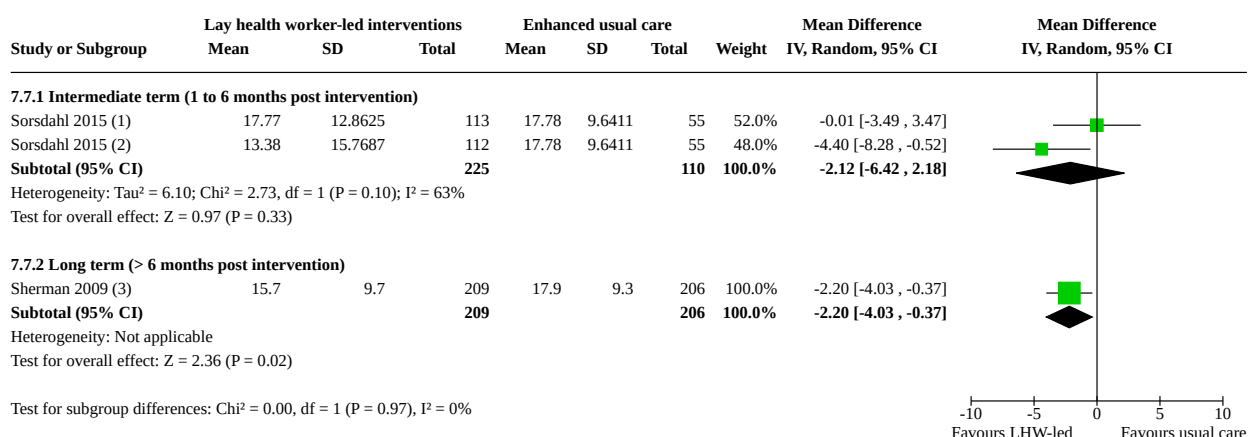 Lay health worker-led interventions Enhanced usual care Mean Difference Mean Difference
Study or Subgroup Mean SD Total Mean SD Total Weight IV, Random, 95% CI IV, Random, 95% CI
7.7.1 Intermediate term (1 to 6 months post intervention)
Sorsdahl 2015 (1) 17.77 12.8625 113 17.78 9.6411 55 52.0% -0.01 [-3.49 , 3.47]
Sorsdahl 2015 (2) 13.38 15.7687 112 17.78 9.6411 55 48.0% -4.40 [-8.28 , -0.52]
Subtotal (95% CI) 225 110 100.0% -2.12 [-6.42 , 2.18]
Heterogeneity: Tau² = 6.10; Chi² = 2.73, df = 1 (P = 0.10); I² = 63%
Test for overall effect: Z = 0.97 (P = 0.33)
7.7.2 Long term (> 6 months post intervention)
Sherman 2009 (3) 15.7 9.7 209 17.9 9.3 206 100.0% -2.20 [-4.03 , -0.37]
Subtotal (95% CI) 209 206 100.0% -2.20 [-4.03 , -0.37]
Heterogeneity: Not applicable
Test for overall effect: Z = 2.36 (P = 0.02)
Test for subgroup differences: Chi² = 0.00, df = 1 (P = 0.97), I² = 0%
-10 -5 0 5 10
Favours LHW-led Favours usual care